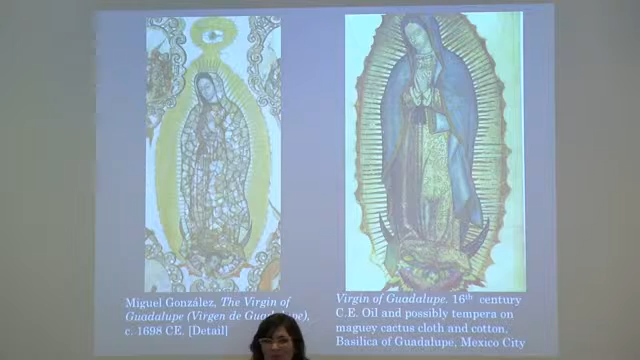 Miguel González, The Virgin of
Guadalupe (Virgen de Guadalupe),
c. 1698 CE. [Detail]
Virgin of Guadalupe. 16th century
C.E. Oil and possibly tempera on
maguey cactus cloth and cotton,
Basilica of Guadalupe, Mexico City